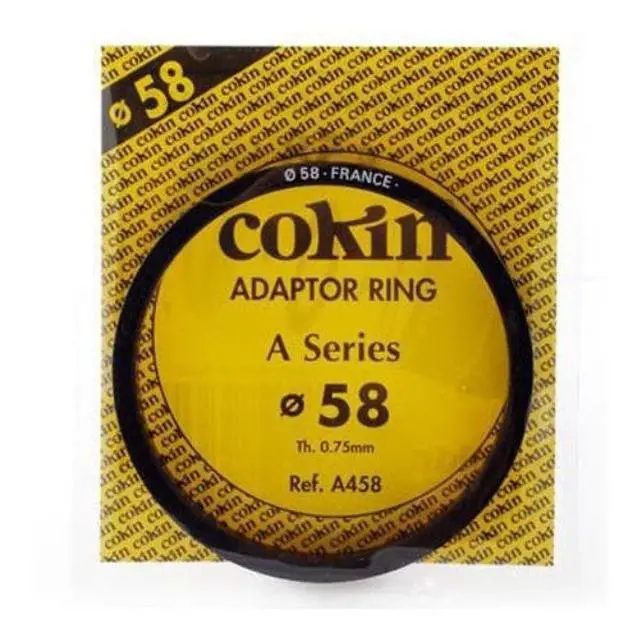 ø 58
ø 58 · FRANCE ·
cokin
ADAPTOR RING
A Series
ø 58
Th. 0.75mm
Ref. A458